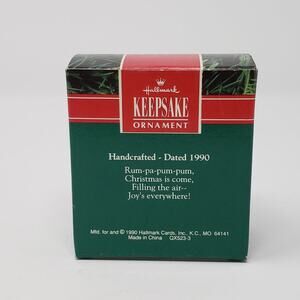 Hallmark
KEEPSAKE
ORNAMENT
Handcrafted - Dated 1990
Rum-pa-pum-pum,
Christmas is come,
Filling the air--
Joy's everywhere!
Mfd. for and © 1990 Hallmark Cards, Inc., K.C., MO 64141
Made in China QX523-3